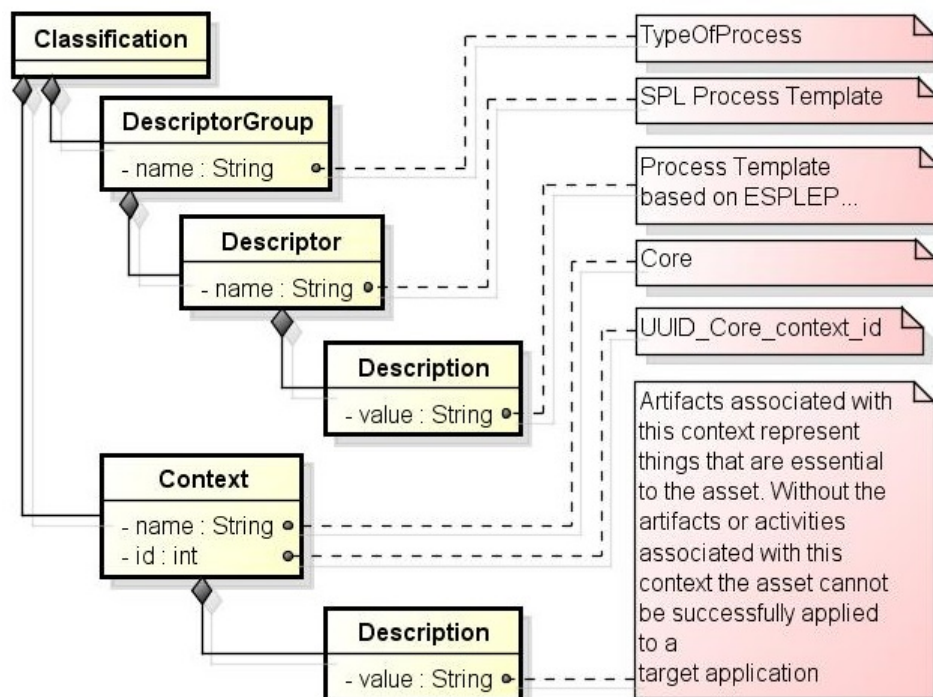 Classification
TypeOfProcess
SPL Process Template
DescriptorGroup
- name : String
Process Template
based on ESPLEP...
Descriptor
- name : String
Core
UUID_Core_context_id
Description
- value : String
Artifacts associated with
this context represent
things that are essential
to the asset. Without the
artifacts or activities
associated with this
context the asset cannot
be successfully applied
to a
target application
Context
- name : String
- id : int
Description
- value : String